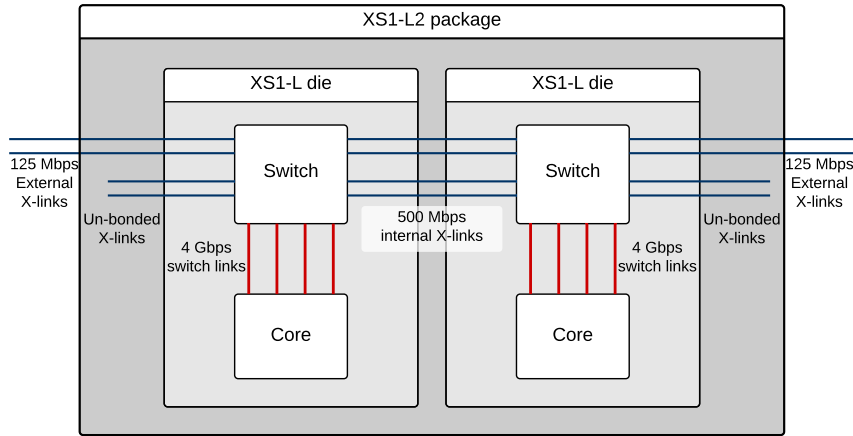 XS1-L2 package
XS1-L die
XS1-L die
Switch
Switch
125 Mbps
External
X-links
125 Mbps
External
X-links
Un-bonded
X-links
500 Mbps
internal X-links
Un-bonded
X-links
4 Gbps
switch links
4 Gbps
switch links
Core
Core